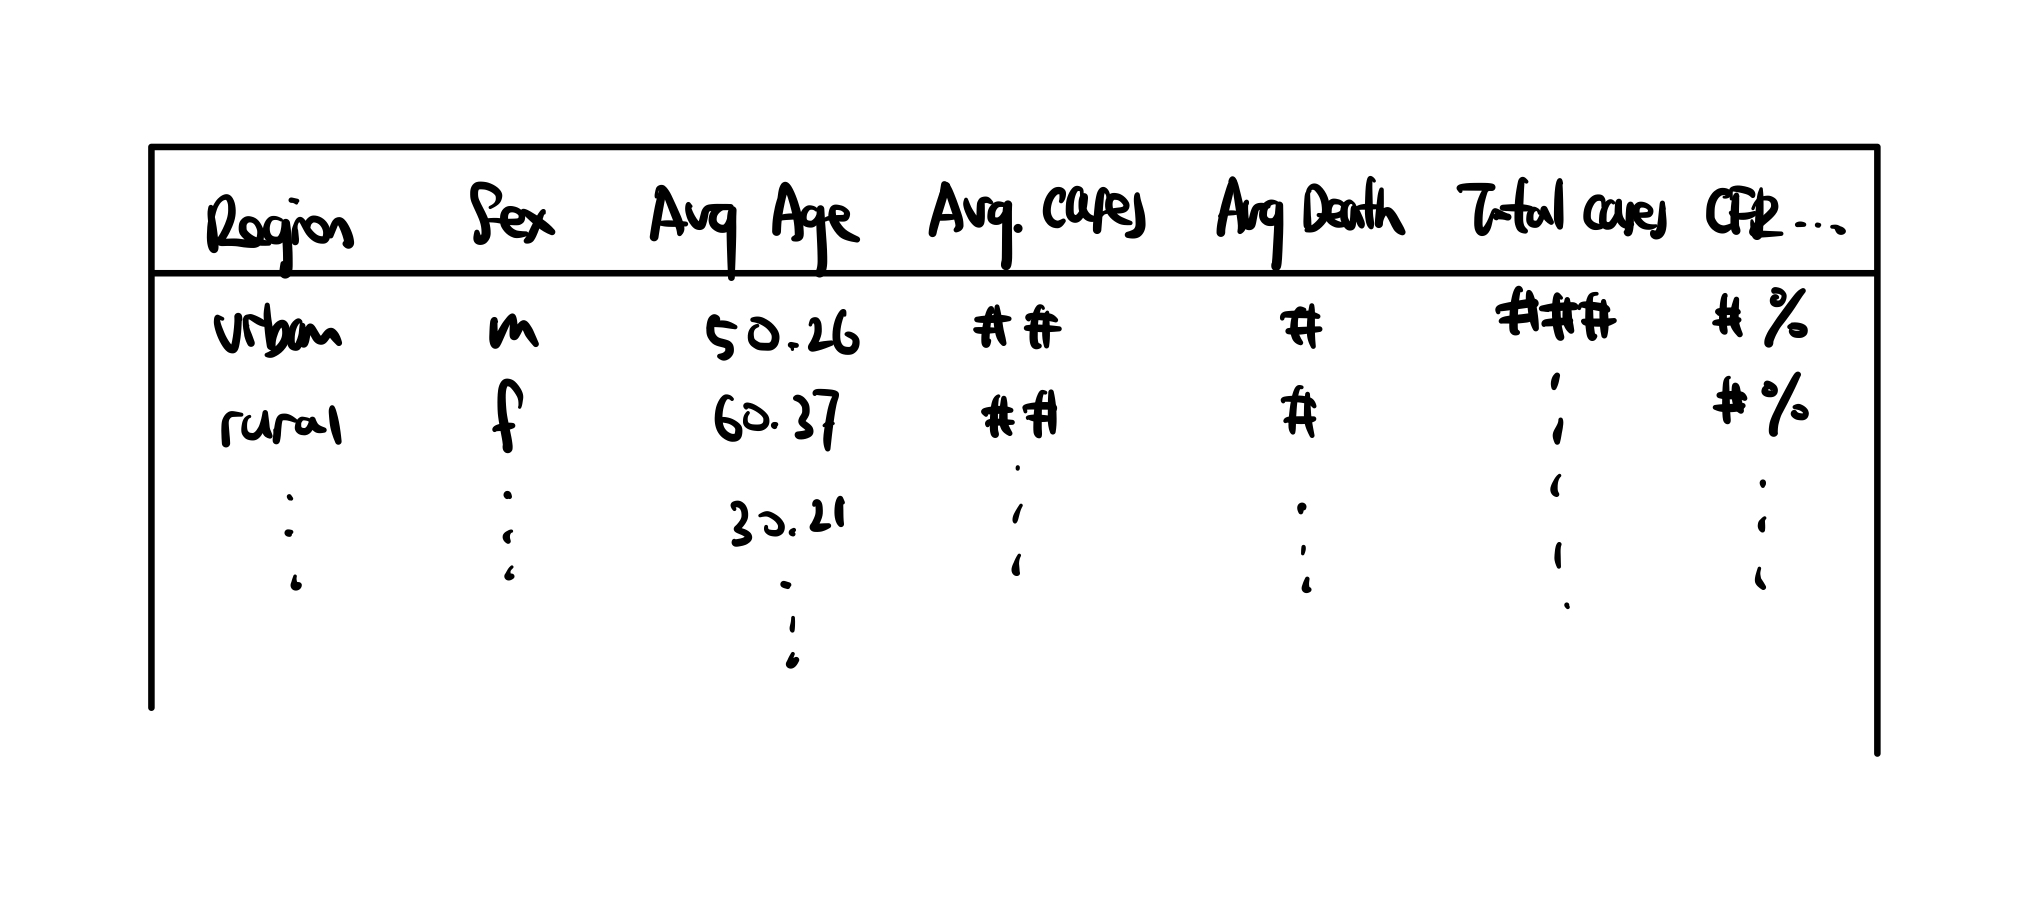 Region Sex Avg Age Avg. cases Avg Death Total cases CFR....
urban m 50.26 ## # ### #%
rural f 60.37 ## # #%
30.21